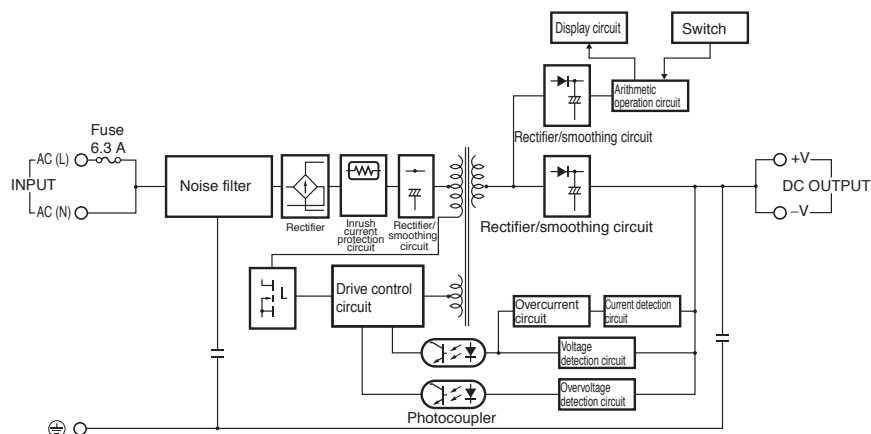 Display circuit
Switch
Arithmetic
operation circuit
Rectifier/smoothing circuit
Fuse
6.3 A
AC (L)
INPUT
AC (N)
Noise filter
Rectifier
Inrush
current
protection
circuit
Rectifier/
smoothing
circuit
Rectifier/smoothing circuit
+V
DC OUTPUT
–V
Drive control
circuit
Overcurrent
circuit
Current detection
circuit
Voltage
detection circuit
Overvoltage
detection circuit
Photocoupler